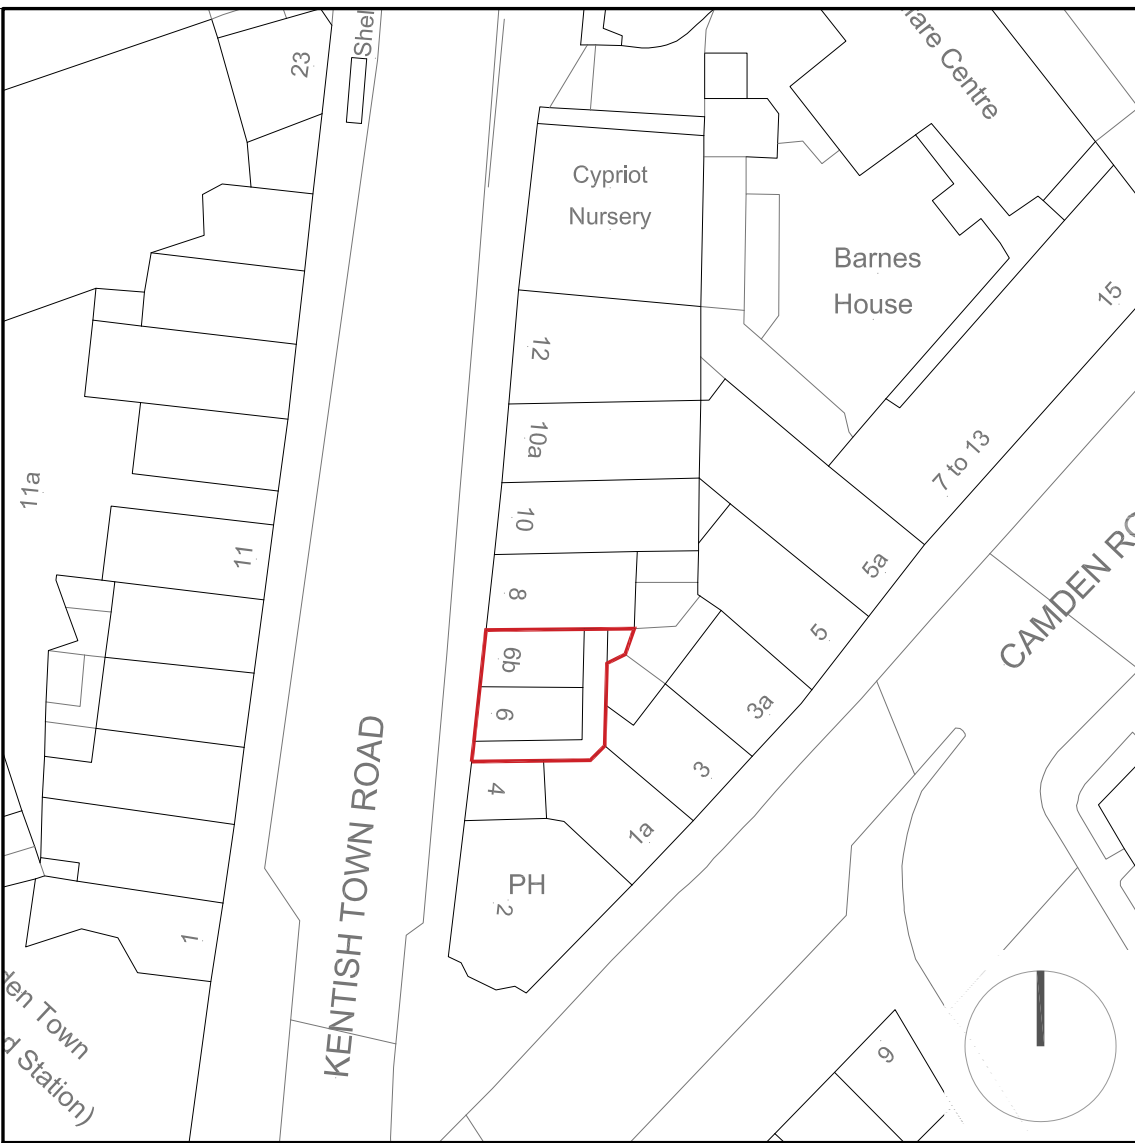 23
Shel
Cypriot
Nursery
are Centre
Barnes
House
15
12
10a
7 to 13
11a
10
11
5a
CAMDEN RO
8
5
6b
3a
6
3
KENTISH TOWN ROAD
4
1a
PH
2
1
den Town
d Station)
9